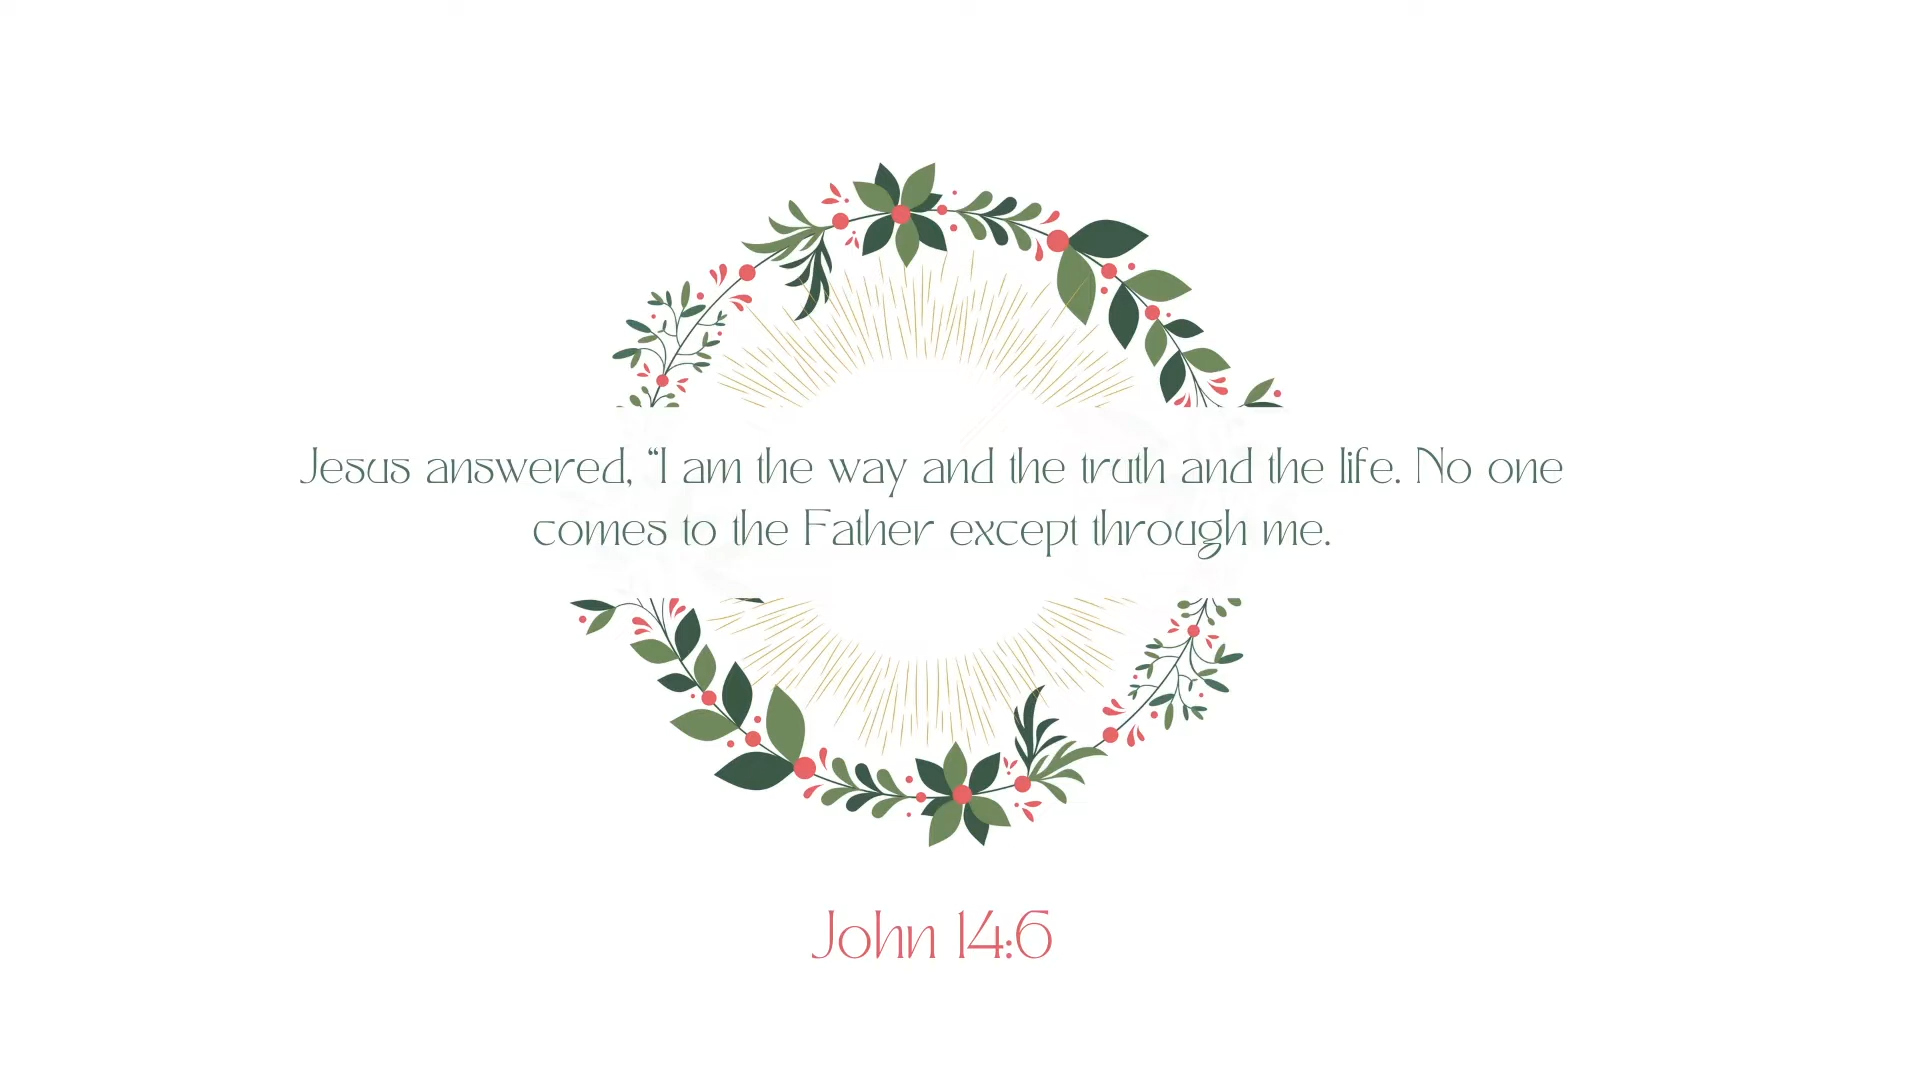 Jesus answered, “I am the way and the truth and the life. No one
comes to the Father except through me.
John 14:6